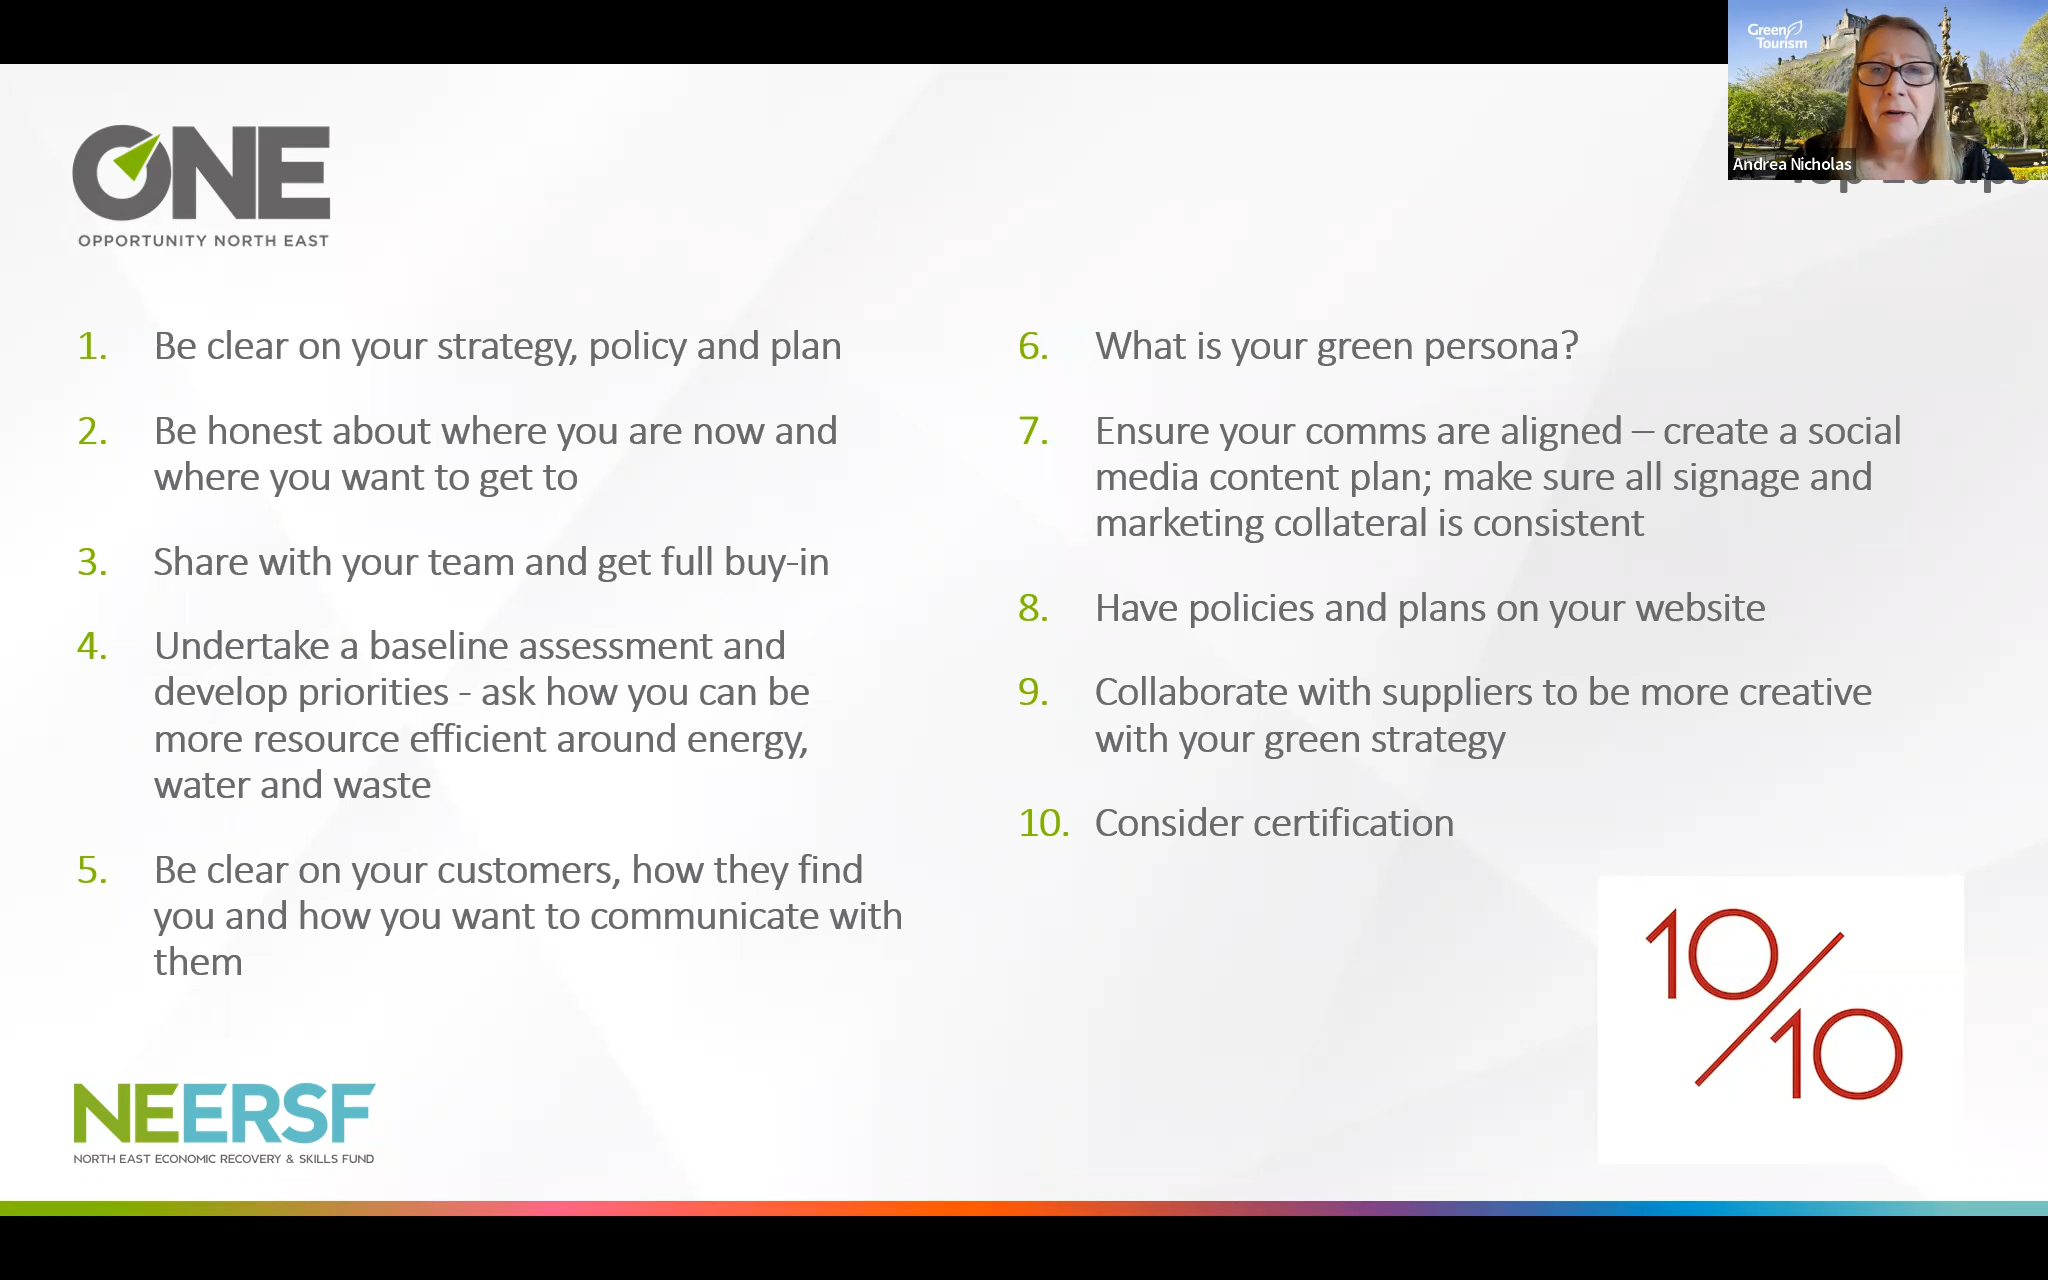 Green
Tourism
Andrea Nicholas
Top 10 tips
ONE
OPPORTUNITY NORTH EAST
1. Be clear on your strategy, policy and plan
2. Be honest about where you are now and
where you want to get to
3. Share with your team and get full buy-in
4. Undertake a baseline assessment and
develop priorities - ask how you can be
more resource efficient around energy,
water and waste
5. Be clear on your customers, how they find
you and how you want to communicate with
them
6. What is your green persona?
7. Ensure your comms are aligned – create a social
media content plan; make sure all signage and
marketing collateral is consistent
8. Have policies and plans on your website
9. Collaborate with suppliers to be more creative
with your green strategy
10. Consider certification
10/10
NEERSF
NORTH EAST ECONOMIC RECOVERY & SKILLS FUND